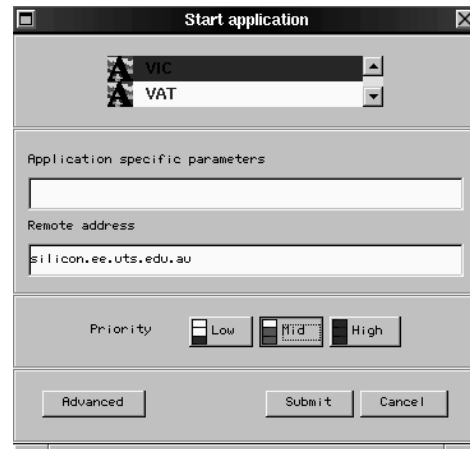 Start application
VIC
VAT
Application specific parameters
Remote address
silicon.ee.uts.edu.au
Priority Low Mid High
Advanced Submit Cancel